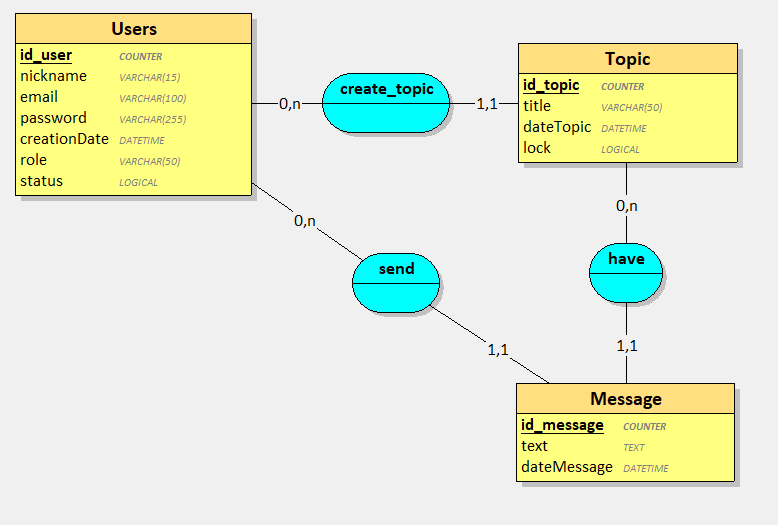 Users
id_user COUNTER
nickname VARCHAR(15)
email VARCHAR(100)
password VARCHAR(255)
creationDate DATETIME
role VARCHAR(50)
status LOGICAL
0,n
create_topic
1,1
Topic
id_topic COUNTER
title VARCHAR(50)
dateTopic DATETIME
lock LOGICAL
0,n
send
1,1
0,n
have
1,1
Message
id_message COUNTER
text TEXT
dateMessage DATETIME